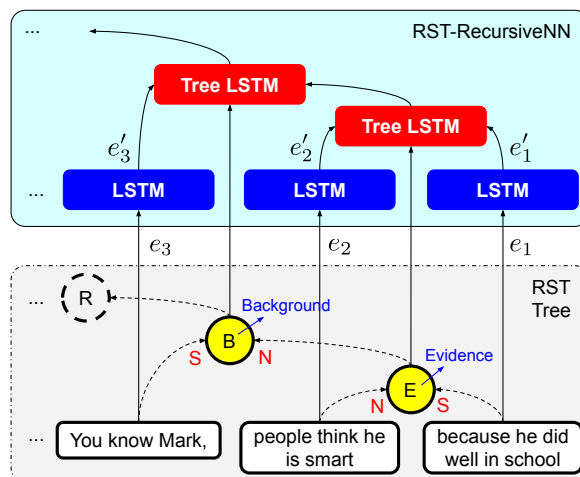 ... RST-RecursiveNN
Tree LSTM
Tree LSTM
e′3 e′2 e′1
... LSTM LSTM LSTM
e3 e2 e1
... R RST
Tree
Background
B
S N
Evidence
E
N S
... You know Mark,
people think he
is smart
because he did
well in school